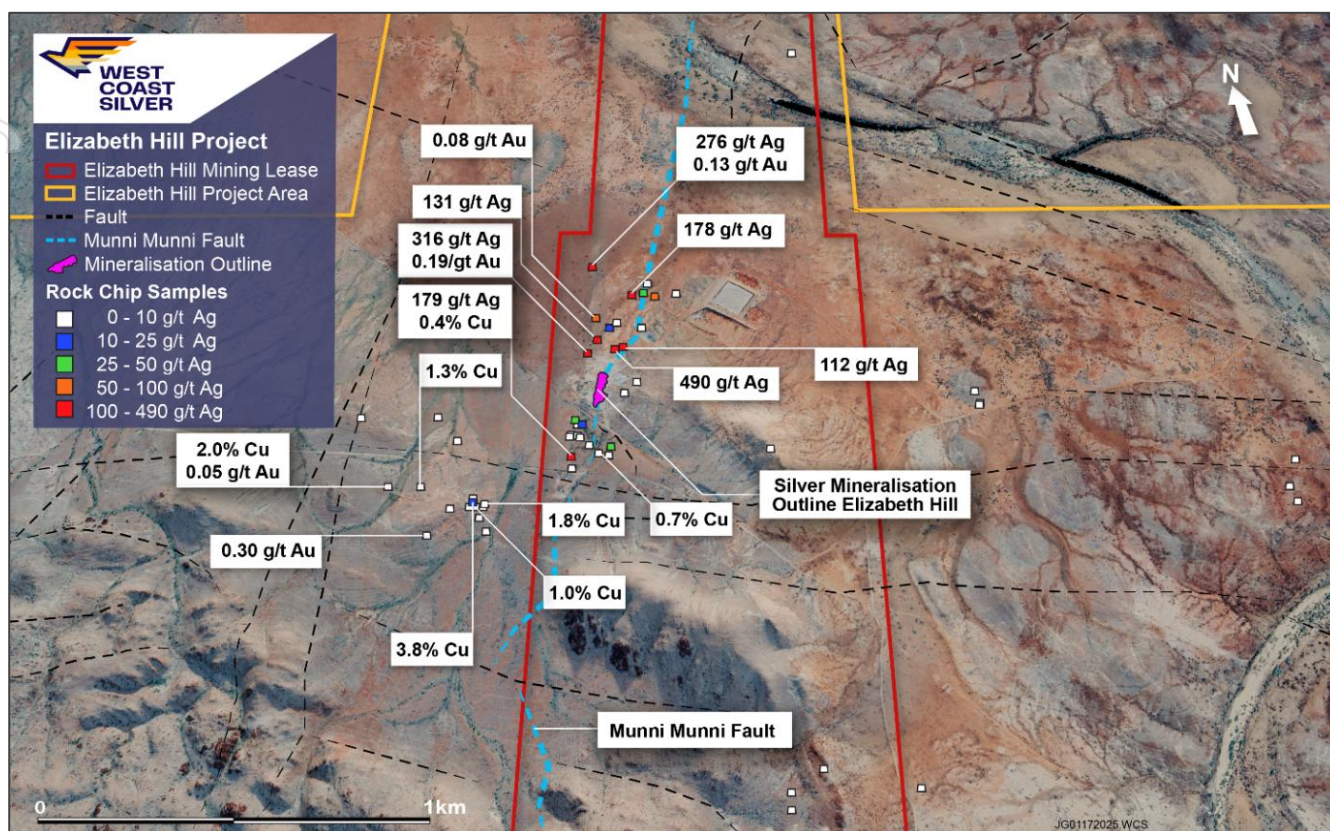 WEST
COAST
SILVER
Elizabeth Hill Project
Elizabeth Hill Mining Lease
Elizabeth Hill Project Area
Fault
Munni Munni Fault
Mineralisation Outline
Rock Chip Samples
0 - 10 g/t Ag
10 - 25 g/t Ag
25 - 50 g/t Ag
50 - 100 g/t Ag
100 - 490 g/t Ag
N
0.08 g/t Au
276 g/t Ag
0.13 g/t Au
131 g/t Ag
178 g/t Ag
316 g/t Ag
0.19/gt Au
179 g/t Ag
0.4% Cu
112 g/t Ag
490 g/t Ag
1.3% Cu
2.0% Cu
0.05 g/t Au
Silver Mineralisation
Outline Elizabeth Hill
1.8% Cu
0.7% Cu
0.30 g/t Au
1.0% Cu
3.8% Cu
Munni Munni Fault
0
1km
JG01172025 WCS